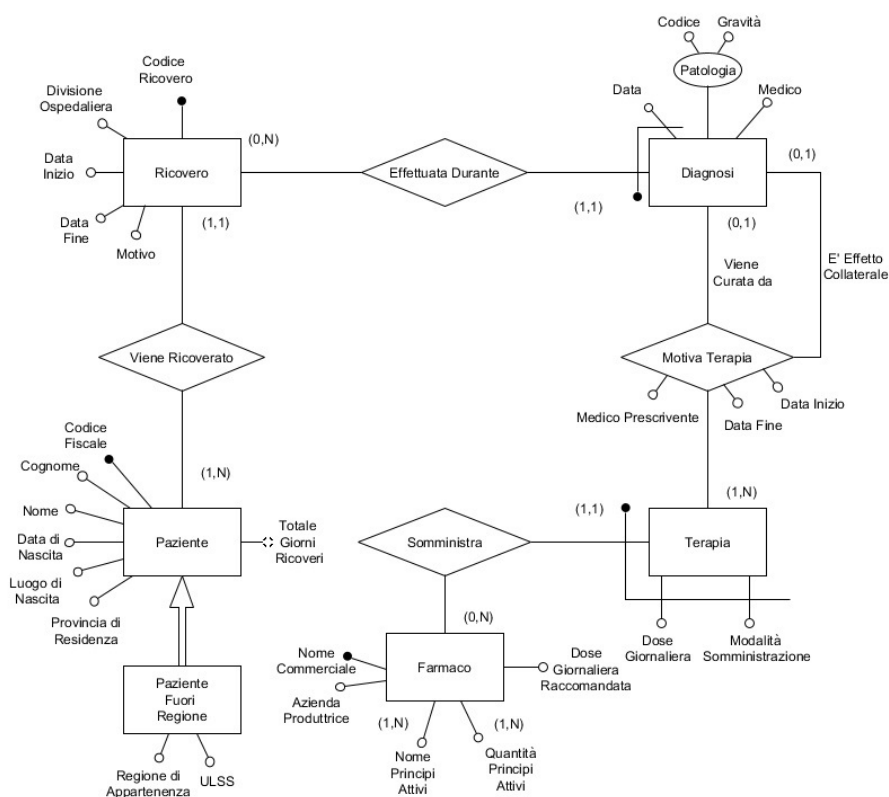 Codice
Gravità
Patologia
Codice
Ricovero
Divisione
Ospedaliera
Data
Medico
(0,N)
(0,1)
Data
Inizio
Ricovero
Effettuata Durante
Diagnosi
(1,1)
(1,1)
(0,1)
Data
Fine
Motivo
Viene
Curata da
E' Effetto
Collaterale
Viene Ricoverato
Motiva Terapia
Medico Prescrivente
Data Fine
Data Inizio
Codice
Fiscale
Cognome
(1,N)
(1,N)
(1,1)
Nome
Data di
Nascita
Paziente
Totale
Giorni
Ricoveri
Somministra
Terapia
Luogo di
Nascita
Provincia di
Residenza
(0,N)
Dose
Giornaliera
Modalità
Somministrazione
Nome
Commerciale
Farmaco
Dose
Giornaliera
Raccomandata
Paziente
Fuori
Regione
Azienda
Produttrice
(1,N)
(1,N)
Nome
Principi
Attivi
Quantità
Principi
Attivi
Regione di
Appartenenza
ULSS